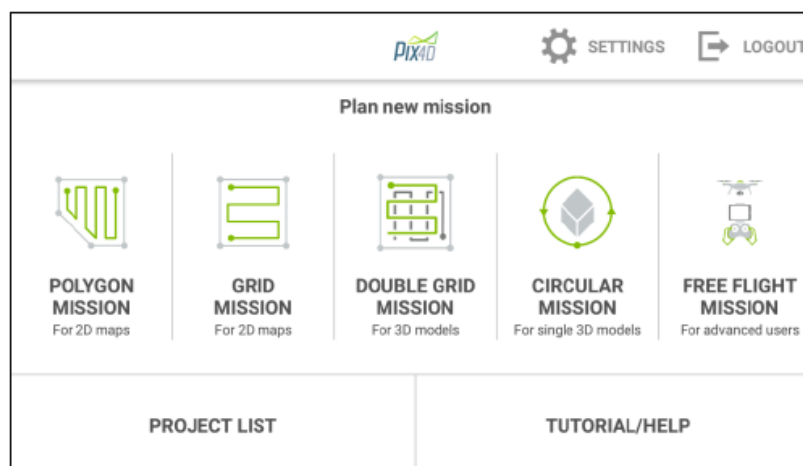 PIX4D
SETTINGS
LOGOUT
Plan new mission
POLYGON
MISSION
For 2D maps
GRID
MISSION
For 2D maps
DOUBLE GRID
MISSION
For 3D models
CIRCULAR
MISSION
For single 3D models
FREE FLIGHT
MISSION
For advanced users
PROJECT LIST
TUTORIAL/HELP